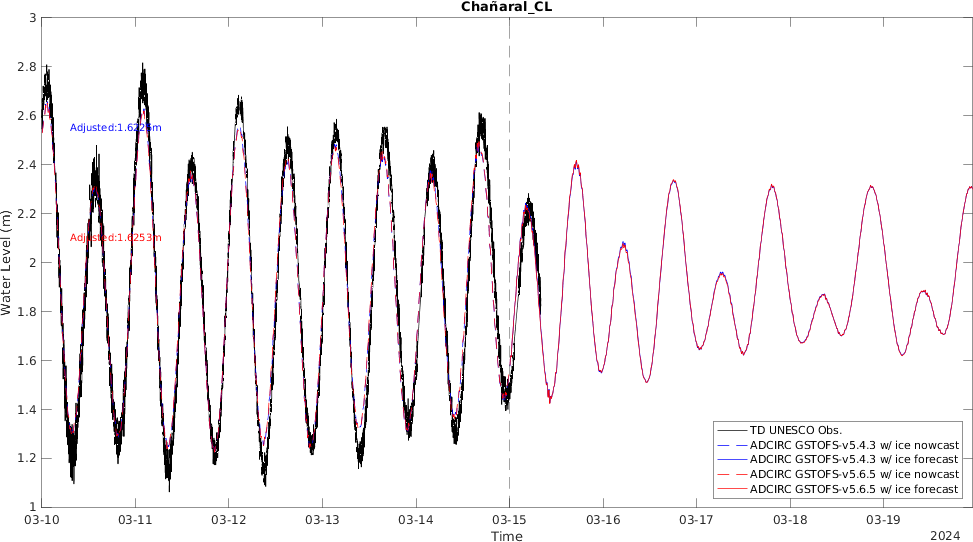 Chañaral_CL
3
2.8
2.6
2.4
2.2
2
1.8
1.6
1.4
1.2
1
Water Level (m)
Adjusted:1.6226m
Adjusted:1.6253m
TD UNESCO Obs.
ADCIRC GSTOFS-v5.4.3 w/ ice nowcast
ADCIRC GSTOFS-v5.4.3 w/ ice forecast
ADCIRC GSTOFS-v5.6.5 w/ ice nowcast
ADCIRC GSTOFS-v5.6.5 w/ ice forecast
03-10 03-11 03-12 03-13 03-14 03-15 03-16 03-17 03-18 03-19
Time
2024